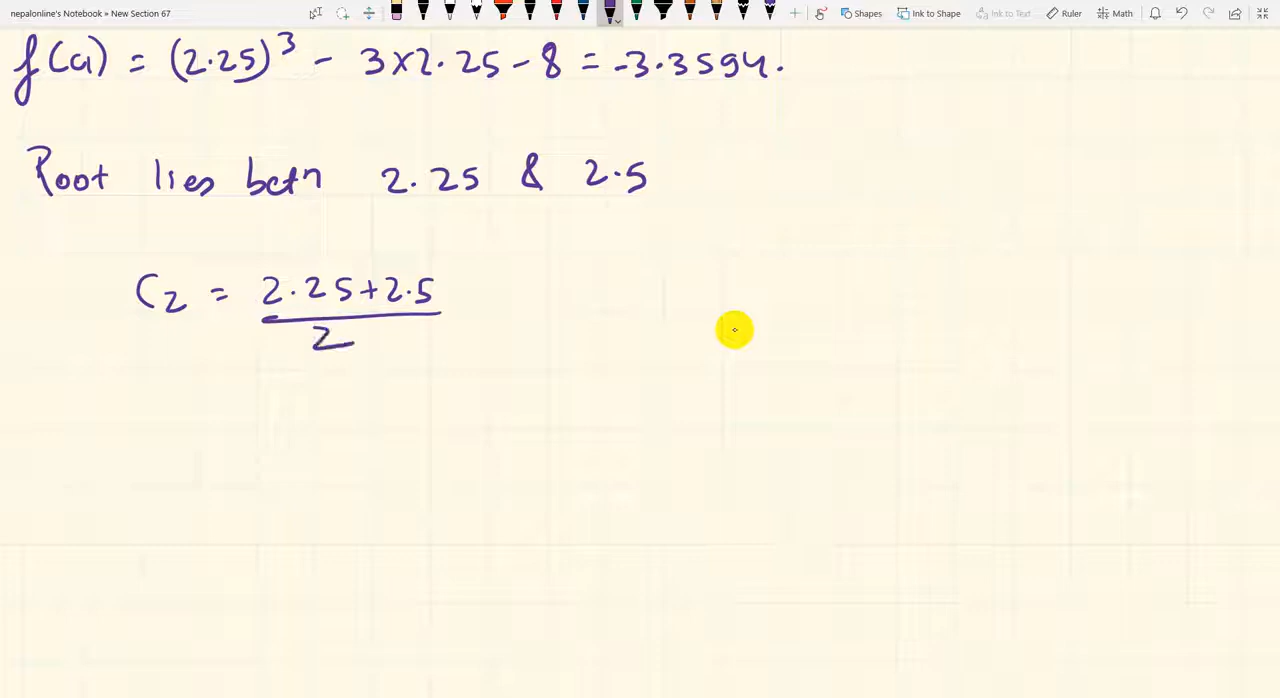 nepalonline's Notebook » New Section 67
Shapes Ink to Shape Ink to Text Ruler Math
f(a) = (2.25)³ - 3×2.25 - 8 = -3.3594.
Root lies betn 2.25 & 2.5
C₂ = 2.25+2.5
2